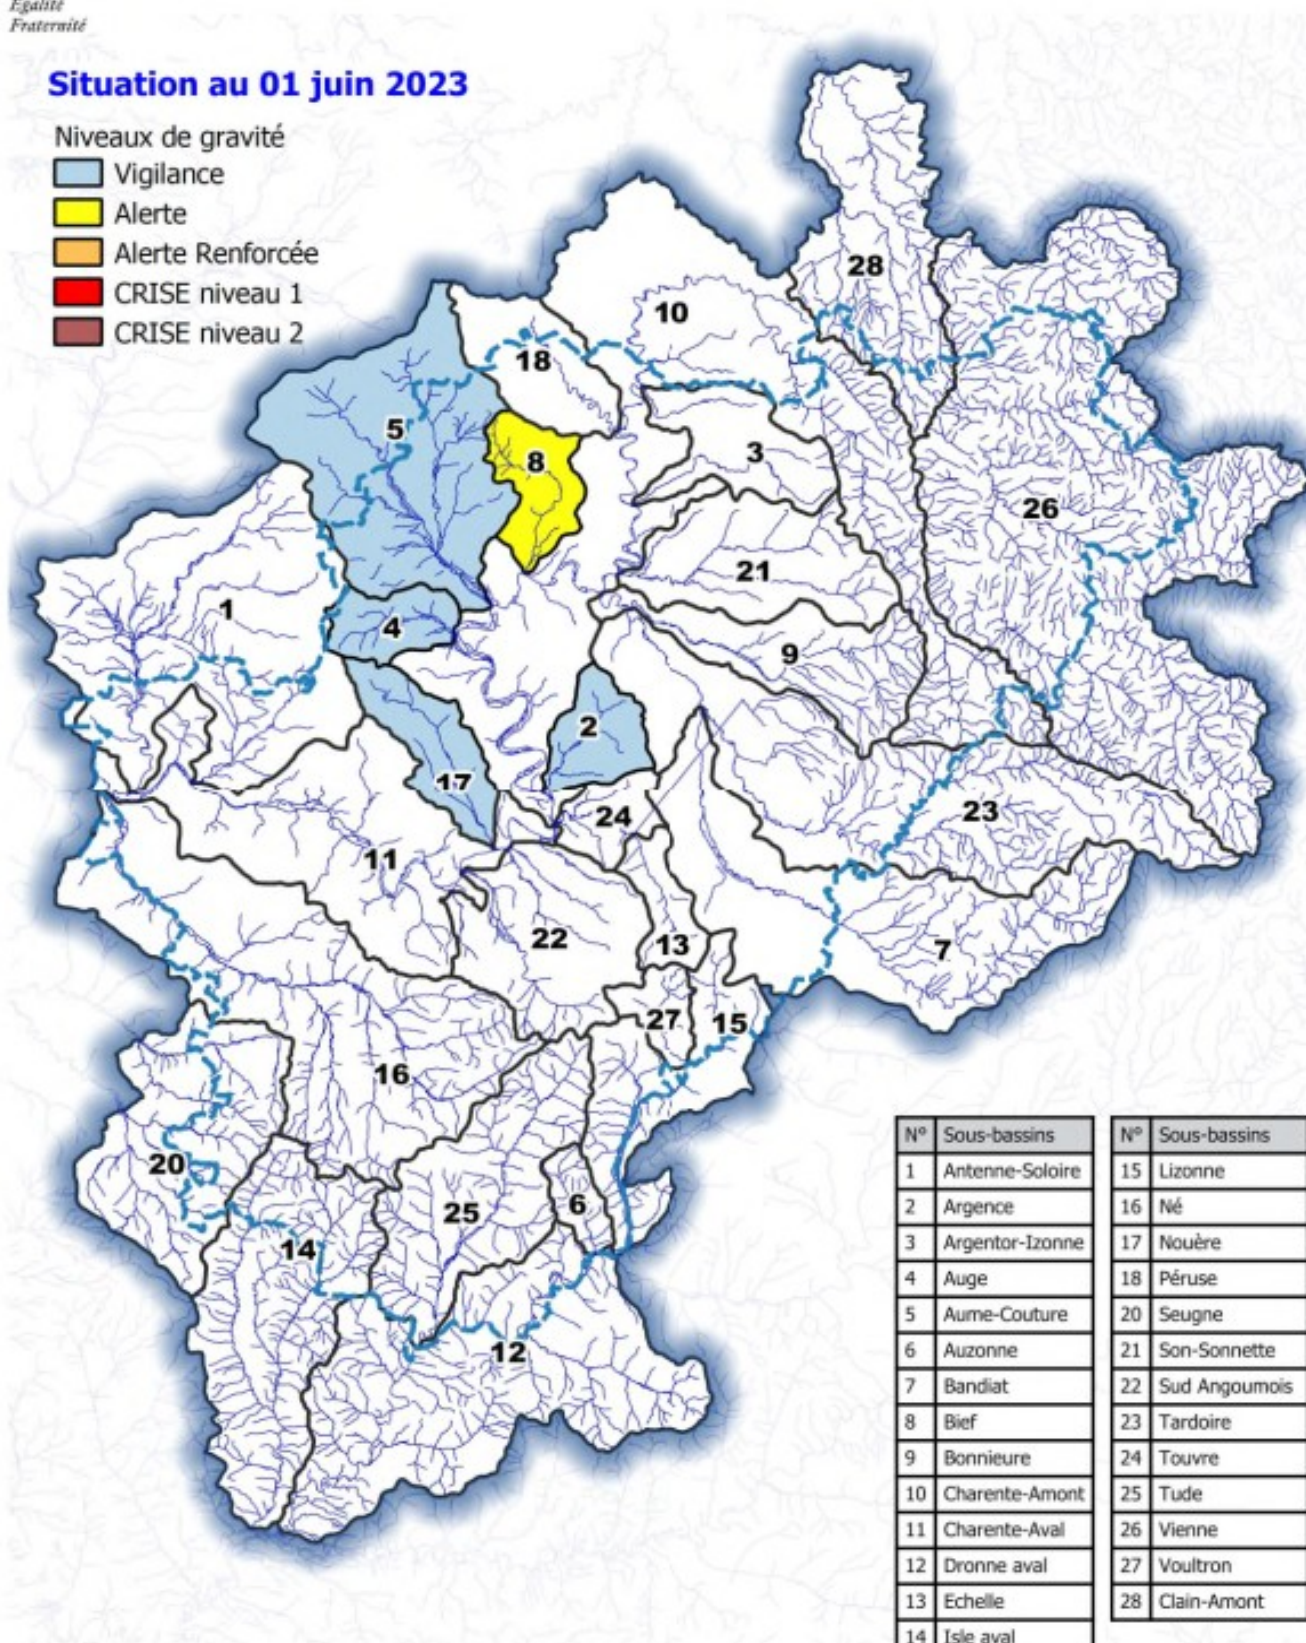 Égalité
Fraternité
Situation au 01 juin 2023
Niveaux de gravité
Vigilance
Alerte
Alerte Renforcée
CRISE niveau 1
CRISE niveau 2
28
10
18
5
8
3
26
21
1
4
9
2
17
24
23
11
22
13
7
27
15
16
20
6
25
14
12
N° Sous-bassins
1 Antenne-Soloire
2 Argence
3 Argentor-Izonne
4 Auge
5 Aume-Couture
6 Auzonne
7 Bandiat
8 Bief
9 Bonnieure
10 Charente-Amont
11 Charente-Aval
12 Dronne aval
13 Echelle
14 Isle aval
N° Sous-bassins
15 Lizonne
16 Né
17 Nouère
18 Péruse
20 Seugne
21 Son-Sonnette
22 Sud Angoumois
23 Tardoire
24 Touvre
25 Tude
26 Vienne
27 Voultron
28 Clain-Amont